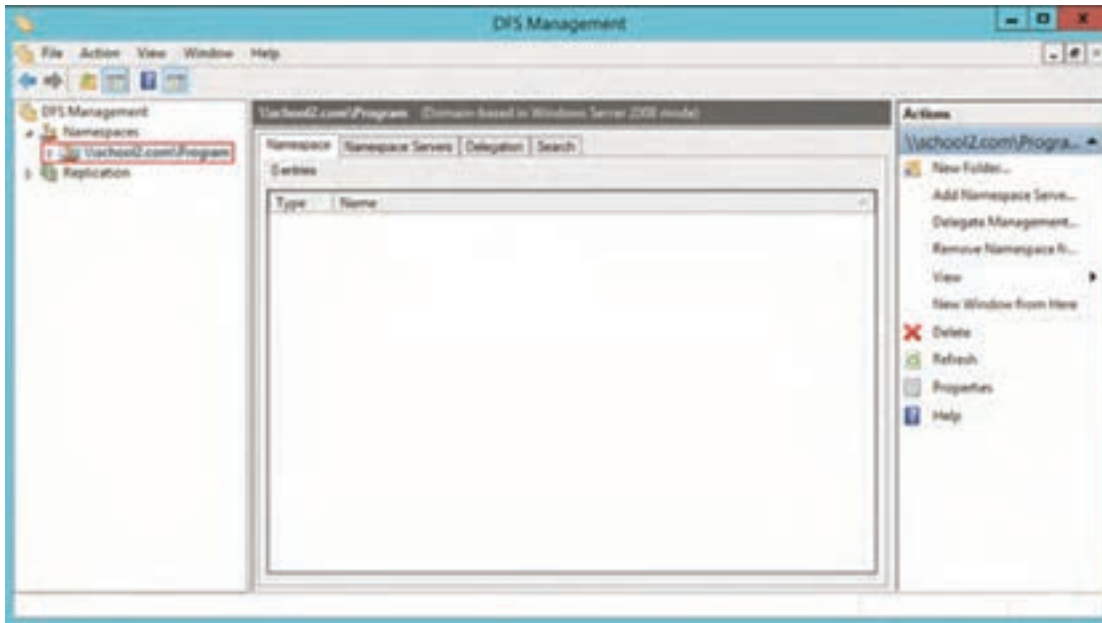 DFS Management
File Action View Window Help
DFS Management
Namespaces
\\school2.com\Program
Replication
\\school2.com\Program (Domain-based in Windows Server 2008 mode)
Namespace Namespace Servers Delegation Search
0 entries
Type Name
Actions
\\school2.com\Progra...
New Folder...
Add Namespace Serve...
Delegate Management...
Remove Namespace fr...
View
New Window from Here
Delete
Refresh
Properties
Help